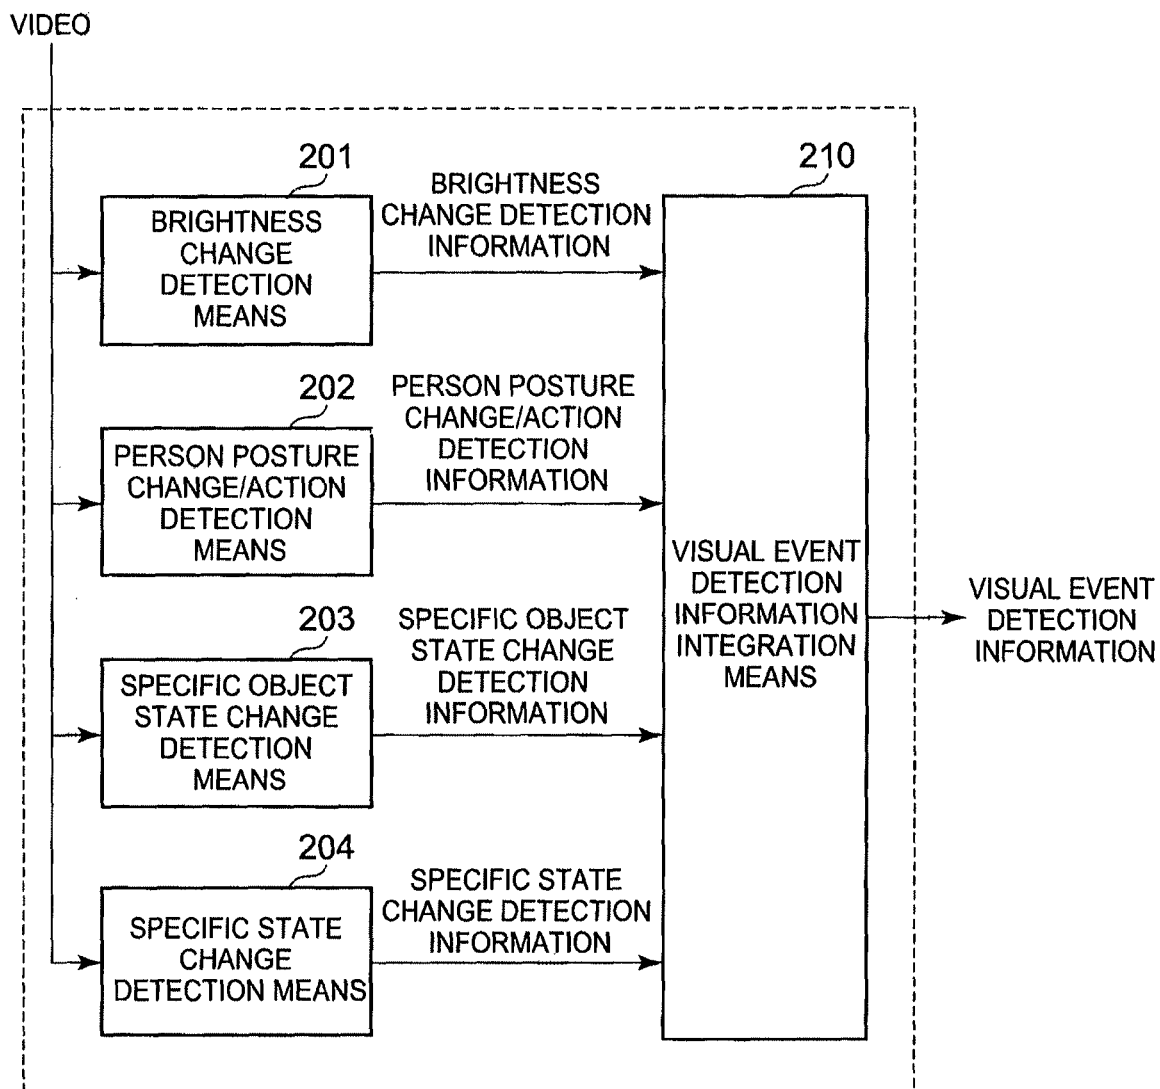 VIDEO
201
BRIGHTNESS
CHANGE
DETECTION
MEANS
BRIGHTNESS
CHANGE DETECTION
INFORMATION
210
202
PERSON POSTURE
CHANGE/ACTION
DETECTION
MEANS
PERSON POSTURE
CHANGE/ACTION
DETECTION
INFORMATION
203
SPECIFIC OBJECT
STATE CHANGE
DETECTION
MEANS
SPECIFIC OBJECT
STATE CHANGE
DETECTION
INFORMATION
204
SPECIFIC STATE
CHANGE
DETECTION MEANS
SPECIFIC STATE
CHANGE DETECTION
INFORMATION
VISUAL EVENT
DETECTION
INFORMATION
INTEGRATION
MEANS
VISUAL EVENT
DETECTION
INFORMATION